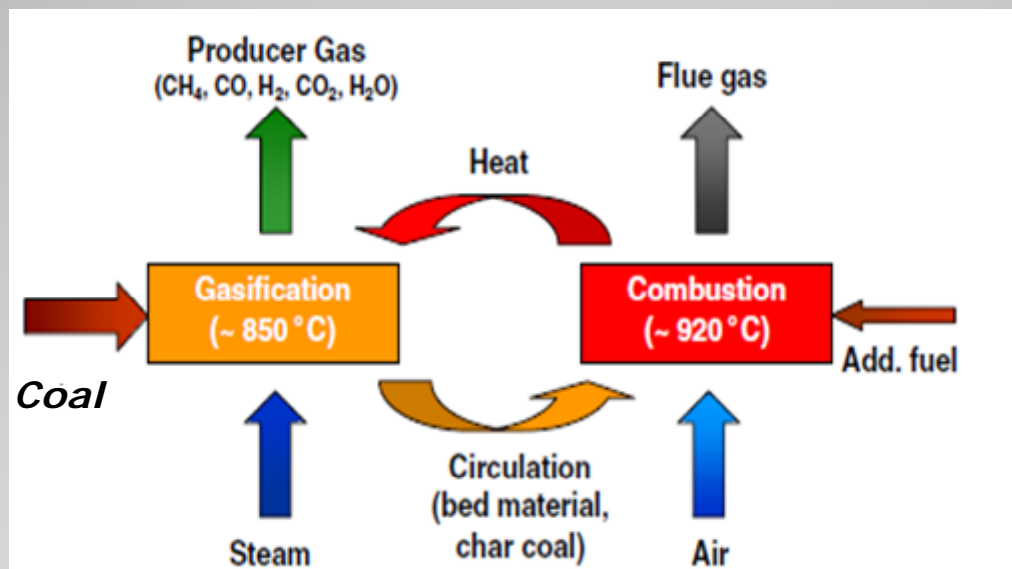 Producer Gas
(CH₄, CO, H₂, CO₂, H₂O)
Flue gas
Heat
Gasification
(~ 850 °C)
Combustion
(~ 920 °C)
Coal
Add. fuel
Circulation
(bed material,
char coal)
Steam
Air